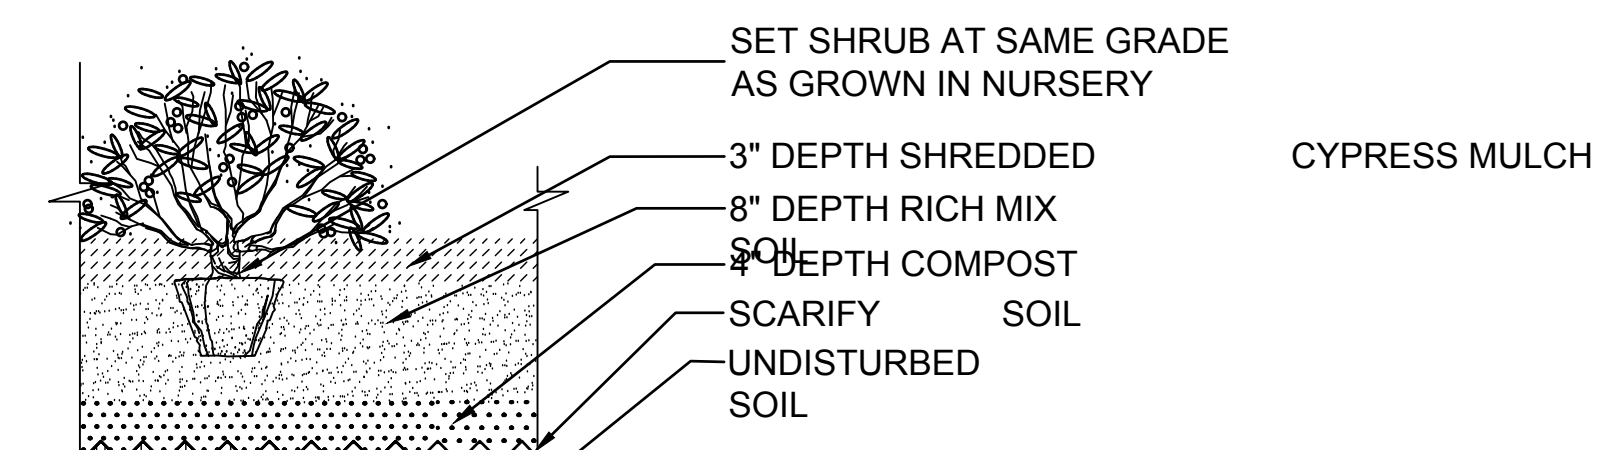 SET SHRUB AT SAME GRADE
AS GROWN IN NURSERY
3" DEPTH SHREDDED CYPRESS MULCH
8" DEPTH RICH MIX
SOIL
4" DEPTH COMPOST
SCARIFY SOIL
UNDISTURBED
SOIL